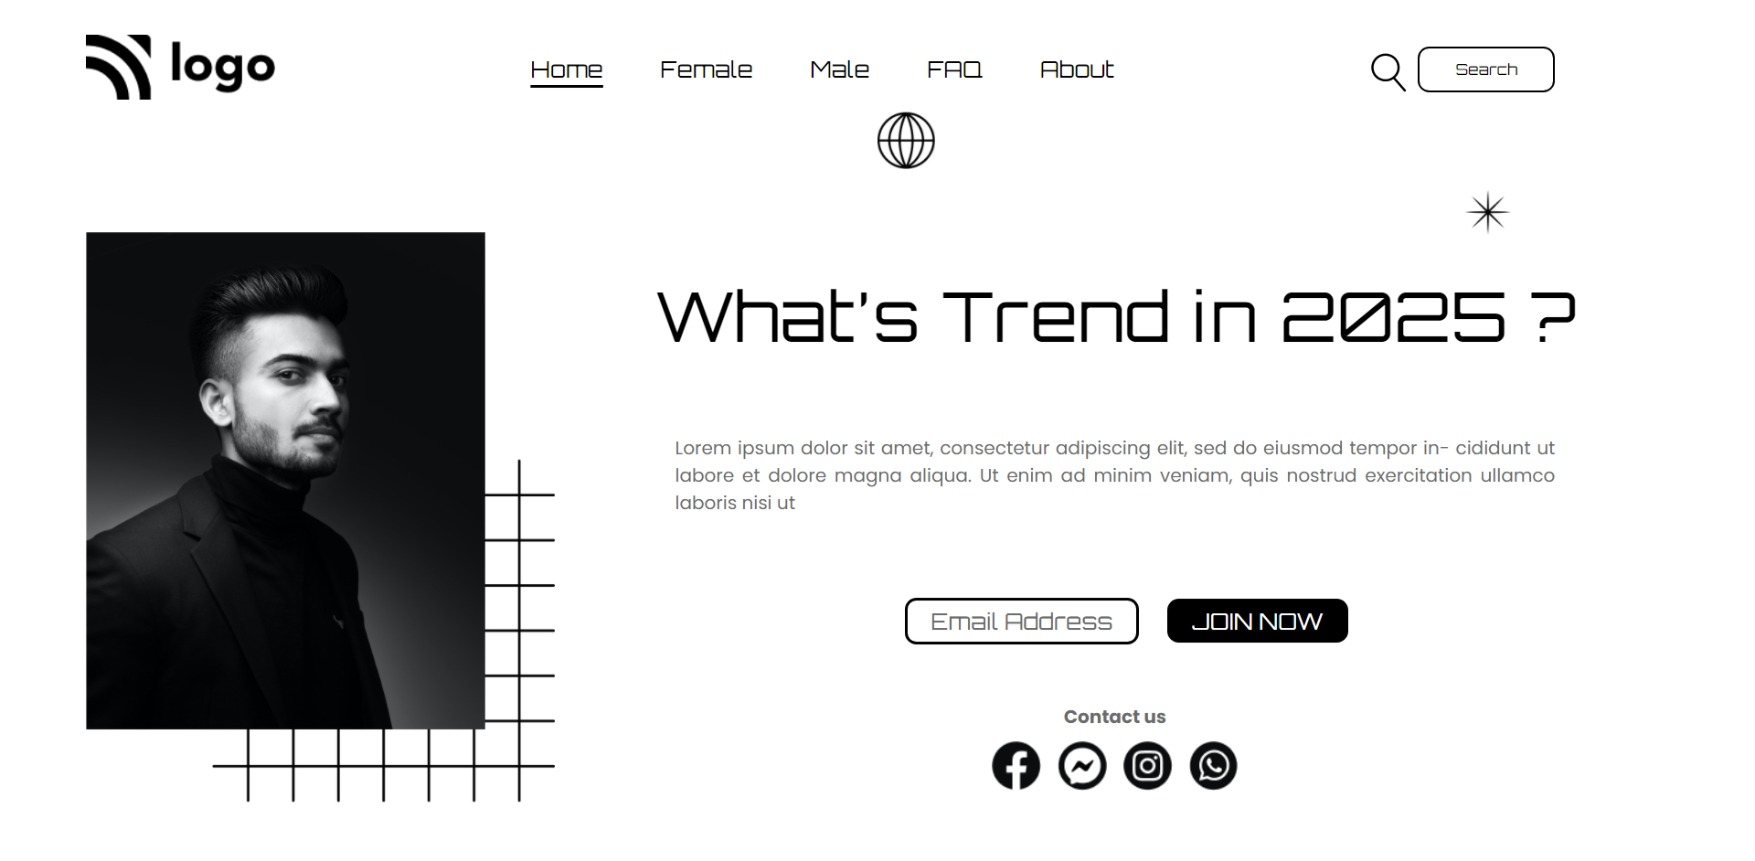 logo
Home Female Male FAQ About
Search
What's Trend in 2025 ?
Lorem ipsum dolor sit amet, consectetur adipiscing elit, sed do eiusmod tempor in- cididunt ut
labore et dolore magna aliqua. Ut enim ad minim veniam, quis nostrud exercitation ullamco
laboris nisi ut
Email Address JOIN NOW
Contact us